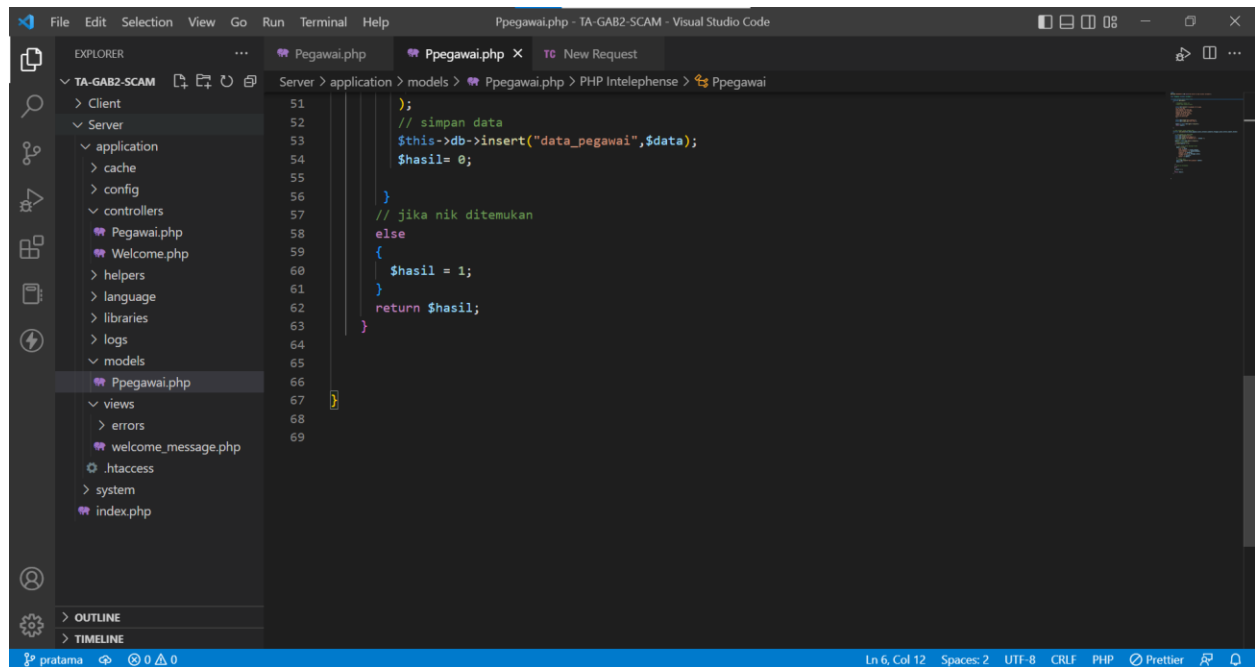 File Edit Selection View Go Run Terminal Help Ppegawai.php - TA-GAB2-SCAM - Visual Studio Code
EXPLORER
Pegawai.php Ppegawai.php New Request
TC
TA-GAB2-SCAM
Server > application > models > Ppegawai.php > PHP Intelephense > Ppegawai
Client
Server
application
cache
config
controllers
Pegawai.php
Welcome.php
helpers
language
libraries
logs
models
Ppegawai.php
views
errors
welcome_message.php
.htaccess
system
index.php
OUTLINE
TIMELINE
51 );
52 // simpan data
53 $this->db->insert("data_pegawai",$data);
54 $hasil= 0;
55
56 }
57 // jika nik ditemukan
58 else
59 {
60 $hasil = 1;
61 }
62 return $hasil;
63 }
64
65
66
67 }
68
69
pratama 0 0 Ln 6, Col 12 Spaces: 2 UTF-8 CRLF PHP Prettier